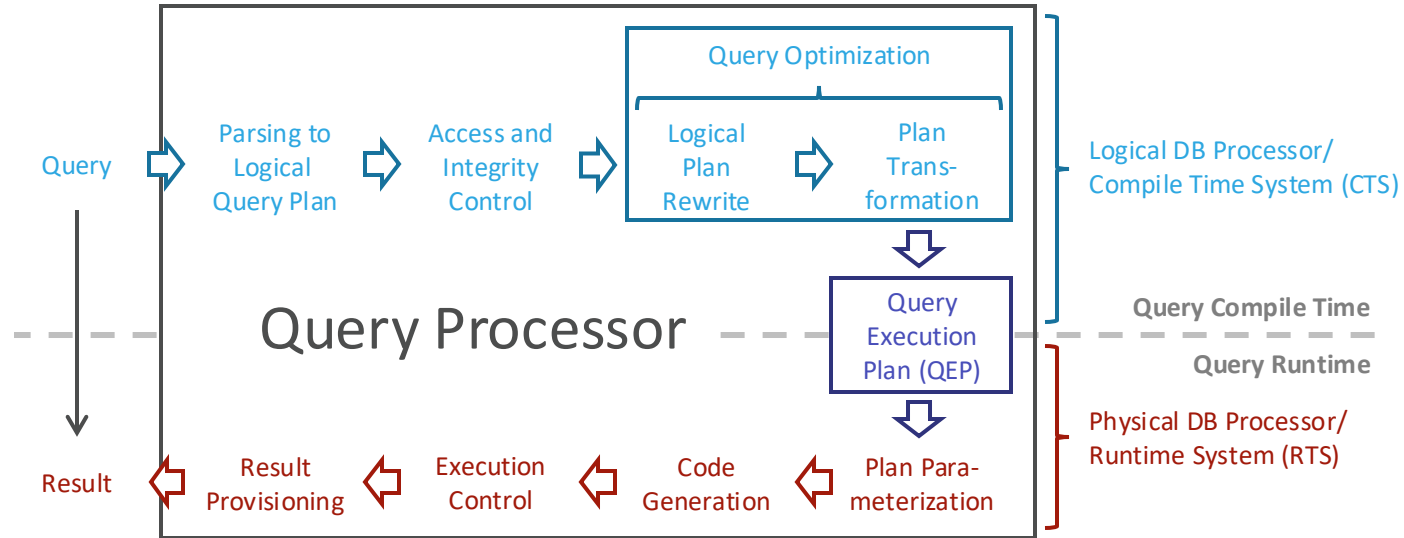 Query Optimization
Query
Parsing to
Logical
Query Plan
Access and
Integrity
Control
Logical
Plan
Rewrite
Plan
Trans-
formation
Logical DB Processor/
Compile Time System (CTS)
Query Processor
Query
Execution
Plan (QEP)
Query Compile Time
Query Runtime
Physical DB Processor/
Runtime System (RTS)
Result
Result
Provisioning
Execution
Control
Code
Generation
Plan Para-
meterization